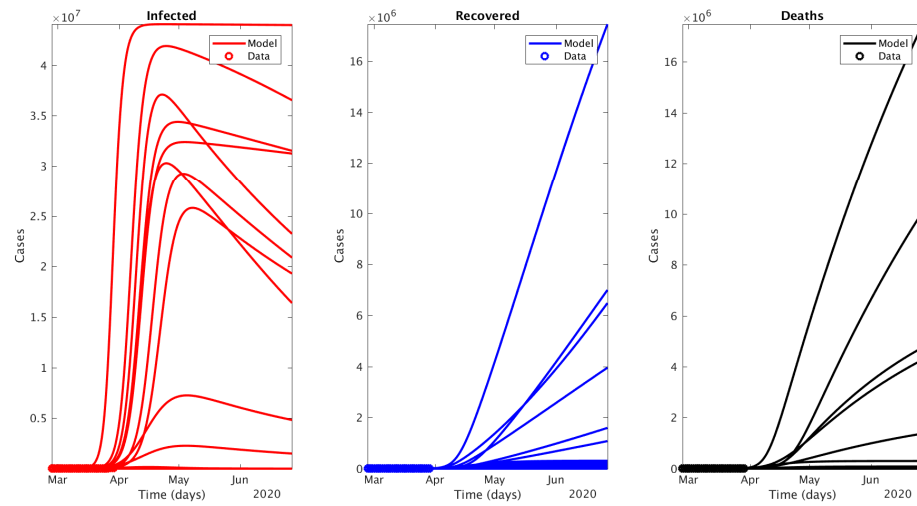 Infected
×10^7
Model
Data
4
3.5
3
2.5
2
1.5
1
0.5
Cases
Mar
Apr
May
Jun
Time (days)
2020
Recovered
×10^6
Model
Data
16
14
12
10
8
6
4
2
0
Cases
Mar
Apr
May
Jun
Time (days)
2020
Deaths
×10^6
Model
Data
16
14
12
10
8
6
4
2
0
Cases
Mar
Apr
May
Jun
Time (days)
2020